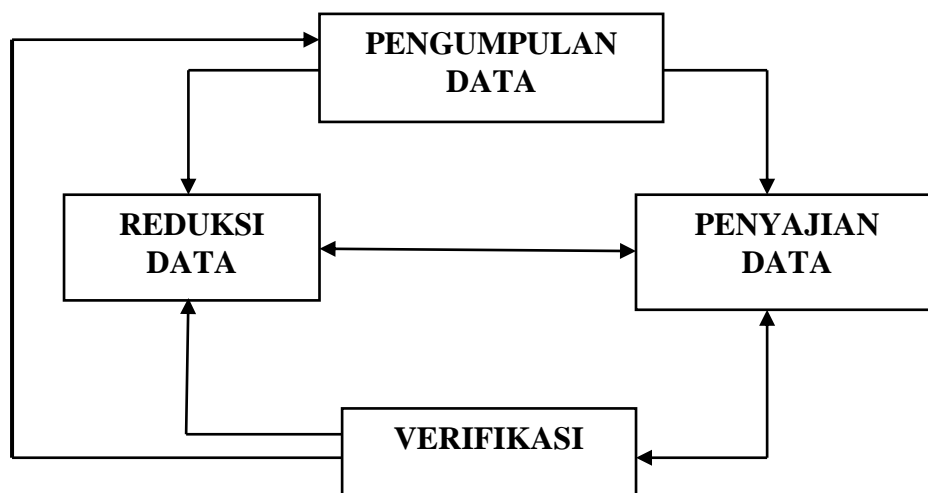 PENGUMPULAN
DATA
REDUKSI
DATA
PENYAJIAN
DATA
VERIFIKASI